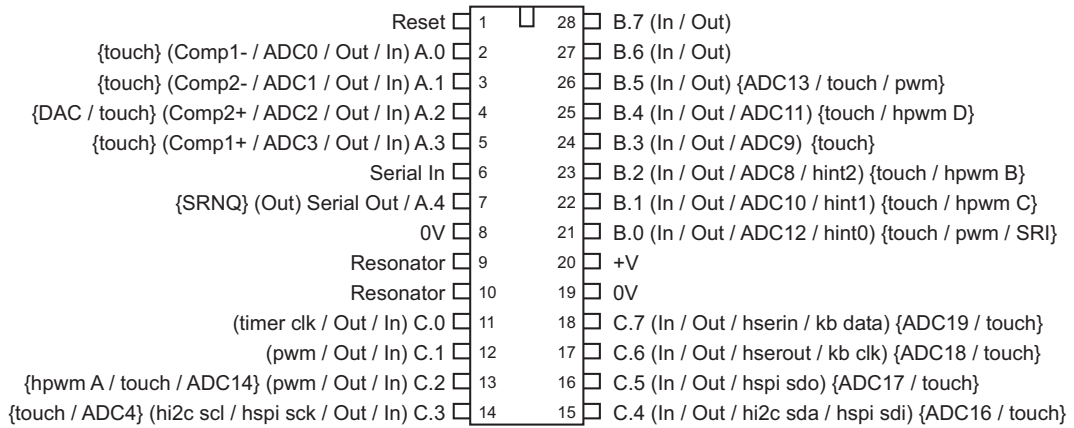 Reset 1 28 B.7 (In / Out)
{touch} (Comp1- / ADC0 / Out / In) A.0 2 27 B.6 (In / Out)
{touch} (Comp2- / ADC1 / Out / In) A.1 3 26 B.5 (In / Out) {ADC13 / touch / pwm}
{DAC / touch} (Comp2+ / ADC2 / Out / In) A.2 4 25 B.4 (In / Out / ADC11) {touch / hpwm D}
{touch} (Comp1+ / ADC3 / Out / In) A.3 5 24 B.3 (In / Out / ADC9) {touch}
Serial In 6 23 B.2 (In / Out / ADC8 / hint2) {touch / hpwm B}
{SRNQ} (Out) Serial Out / A.4 7 22 B.1 (In / Out / ADC10 / hint1) {touch / hpwm C}
0V 8 21 B.0 (In / Out / ADC12 / hint0) {touch / pwm / SRI}
Resonator 9 20 +V
Resonator 10 19 0V
(timer clk / Out / In) C.0 11 18 C.7 (In / Out / hserin / kb data) {ADC19 / touch}
(pwm / Out / In) C.1 12 17 C.6 (In / Out / hserout / kb clk) {ADC18 / touch}
{hpwm A / touch / ADC14} (pwm / Out / In) C.2 13 16 C.5 (In / Out / hspi sdo) {ADC17 / touch}
{touch / ADC4} (hi2c scl / hspi sck / Out / In) C.3 14 15 C.4 (In / Out / hi2c sda / hspi sdi) {ADC16 / touch}